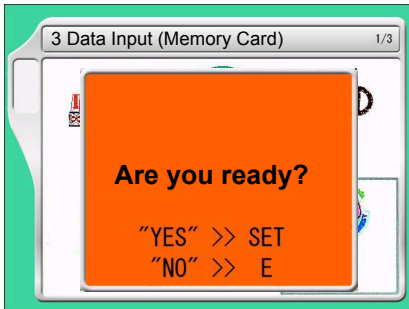 3 Data Input (Memory Card) 1/3
Are you ready?
"YES" >> SET
"NO" >> E